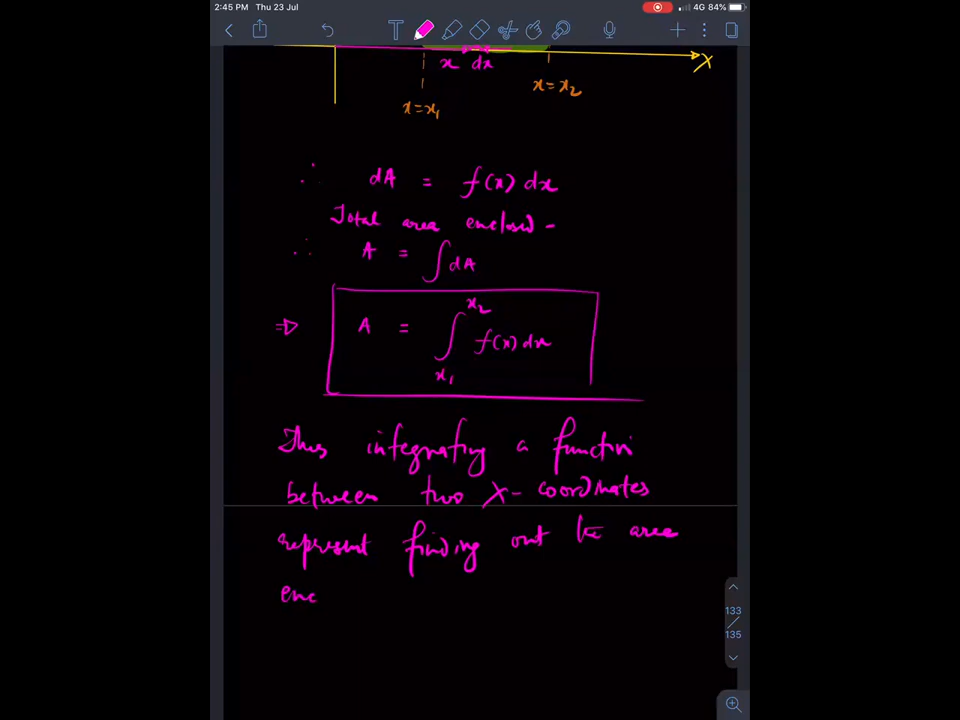 2:45 PM Thu 23 Jul
4G 84%
T
X
x dx
x = x₁
x = x₂
∴ dA = f(x) dx
Total area enclosed -
∴ A = ∫dA
⇒ A = ∫_{x₁}^{x₂} f(x) dx
Thus integrating a function
between two X- coordinates
represent finding out the area
enc
133
/
135